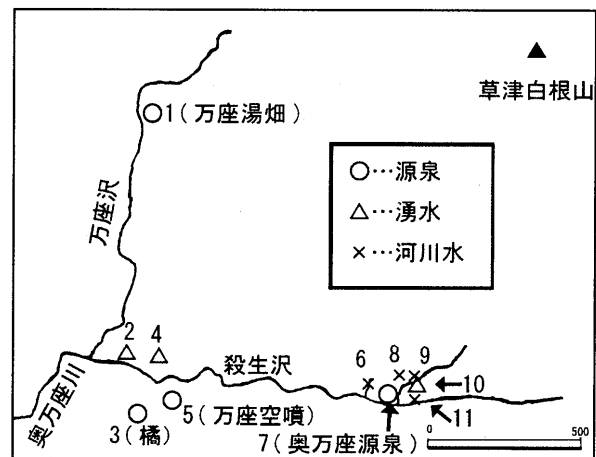 草津白根山
1(万座湯畑)
○…源泉
△…湧水
×…河川水
万座沢
2 4
殺生沢
6
8
9
10
11
奥万座川
3(橘)
5(万座空噴)
7(奥万座源泉)
0 500